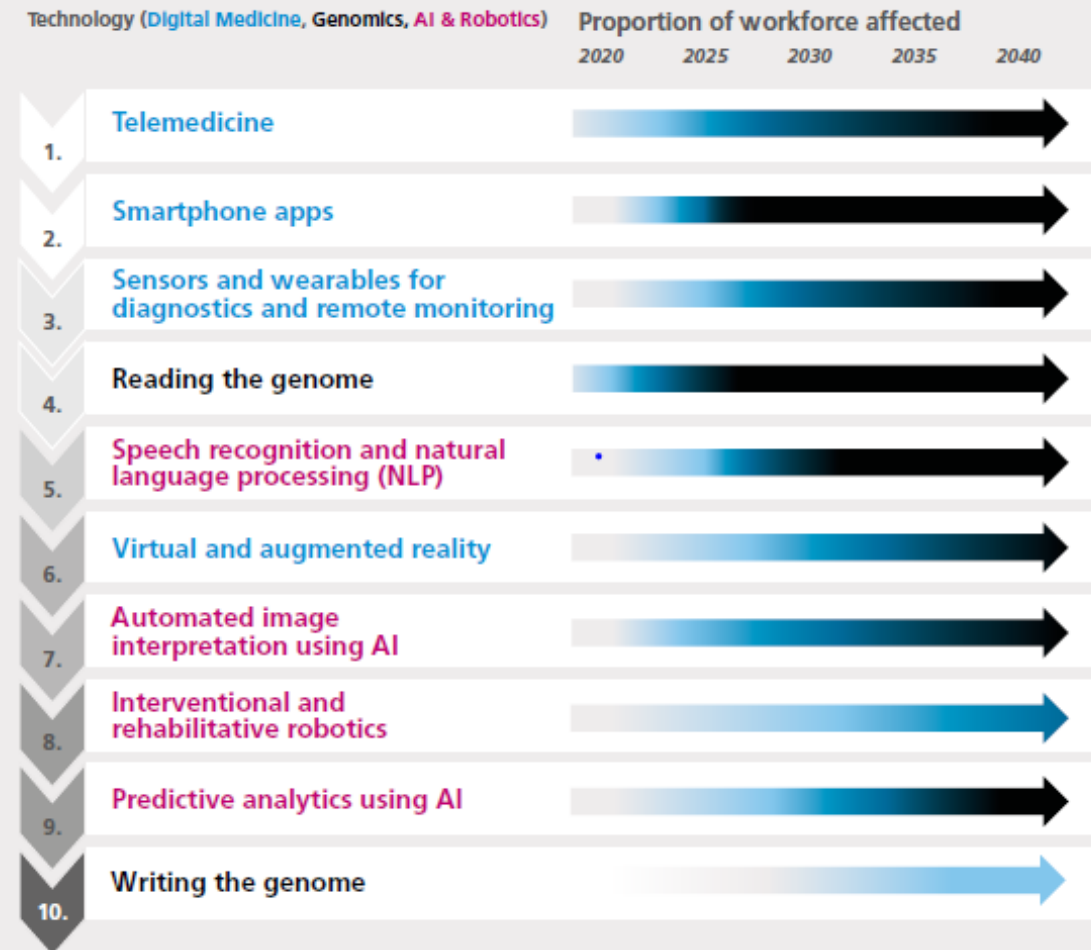 Technology (Digital Medicine, Genomics, AI & Robotics)
Proportion of workforce affected
2020 2025 2030 2035 2040
1.
Telemedicine
2.
Smartphone apps
3.
Sensors and wearables for
diagnostics and remote monitoring
4.
Reading the genome
5.
Speech recognition and natural
language processing (NLP)
6.
Virtual and augmented reality
7.
Automated image
interpretation using AI
8.
Interventional and
rehabilitative robotics
9.
Predictive analytics using AI
10.
Writing the genome